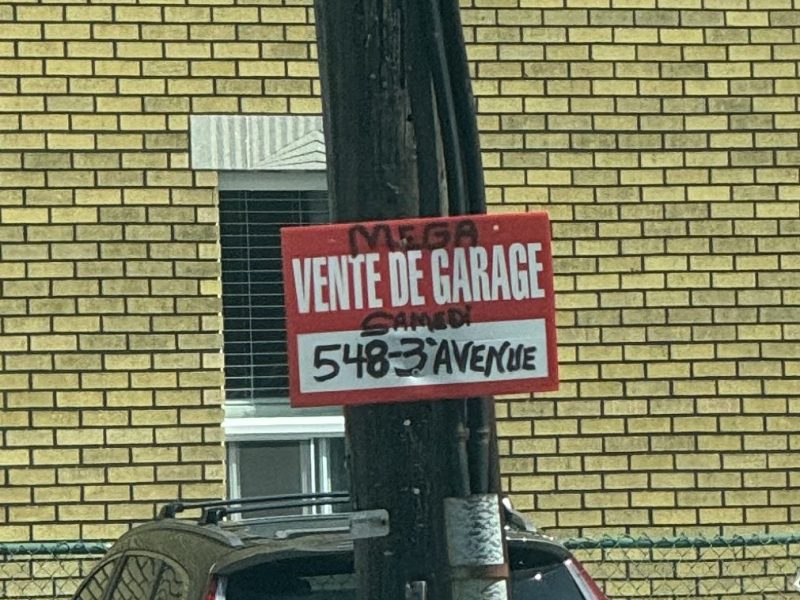 MEGA
VENTE DE GARAGE
SAMEDI
548-3e AVENUE